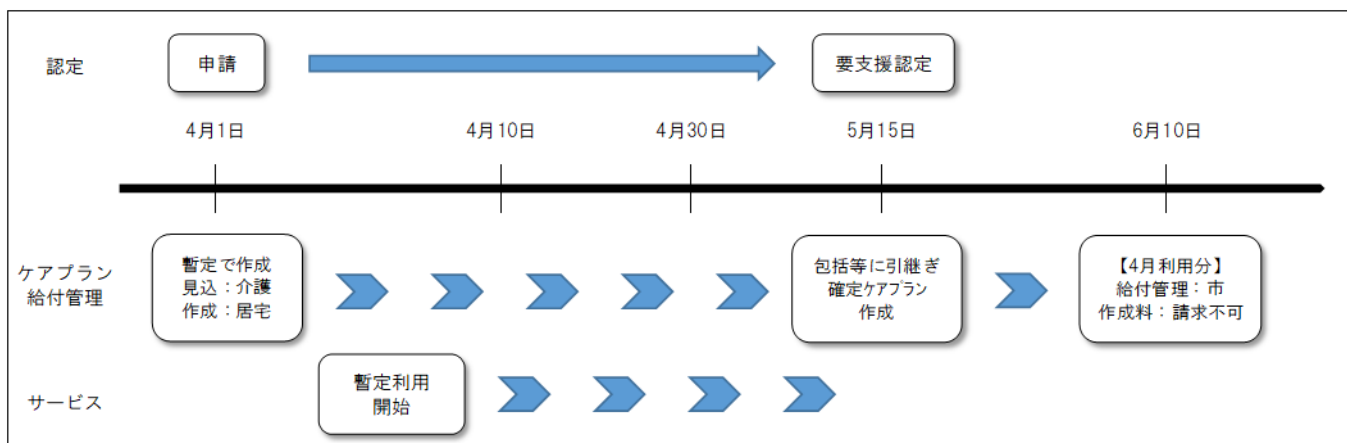 認定
申請
要支援認定
4月1日
4月10日
4月30日
5月15日
6月10日
ケアプラン
給付管理
暫定で作成
見込：介護
作成：居宅
包括等に引継ぎ
確定ケアプラン
作成
【4月利用分】
給付管理：市
作成料：請求不可
サービス
暫定利用
開始